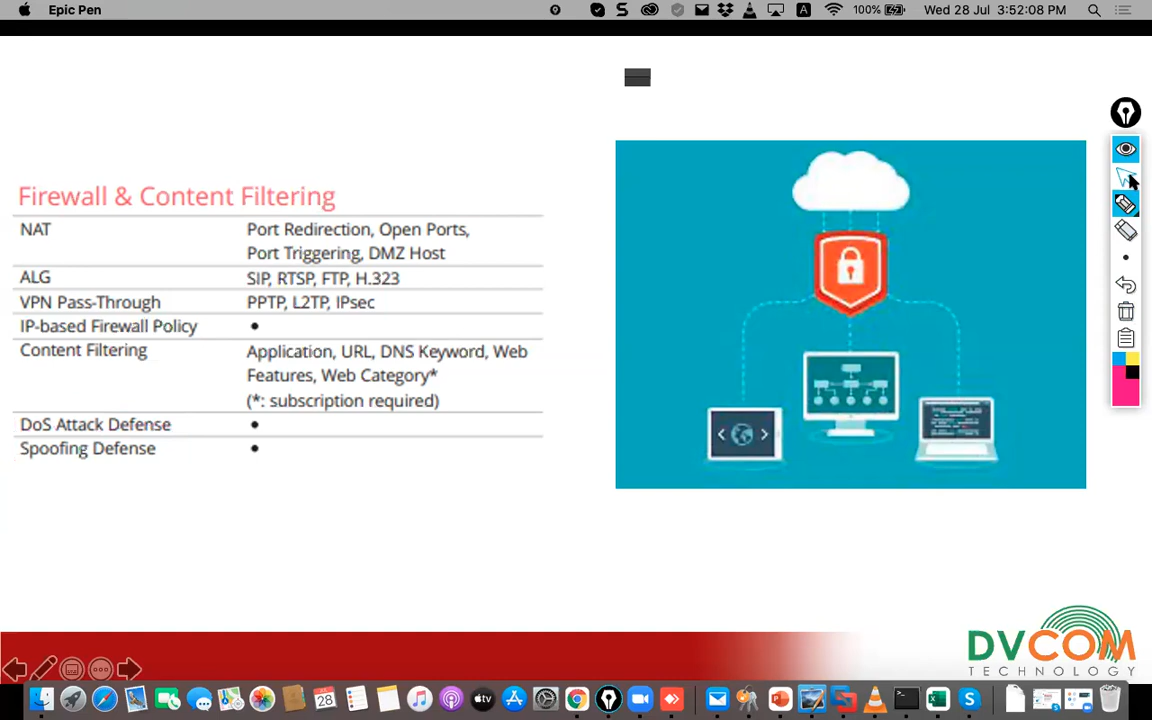 Epic Pen
100%
Wed 28 Jul 3:52:08 PM
Firewall & Content Filtering
NAT
Port Redirection, Open Ports,
Port Triggering, DMZ Host
ALG
SIP, RTSP, FTP, H.323
VPN Pass-Through
PPTP, L2TP, IPsec
IP-based Firewall Policy
•
Content Filtering
Application, URL, DNS Keyword, Web
Features, Web Category*
(*: subscription required)
DoS Attack Defense
•
Spoofing Defense
•
DVCOM
TECHNOLOGY